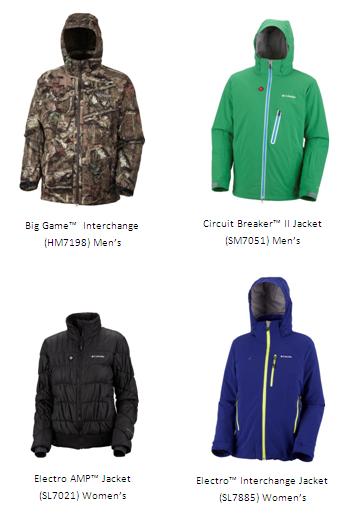 Big Game™ Interchange
(HM7198) Men's
Circuit Breaker™ II Jacket
(SM7051) Men's
Electro AMP™ Jacket
(SL7021) Women's
Electro™ Interchange Jacket
(SL7885) Women's